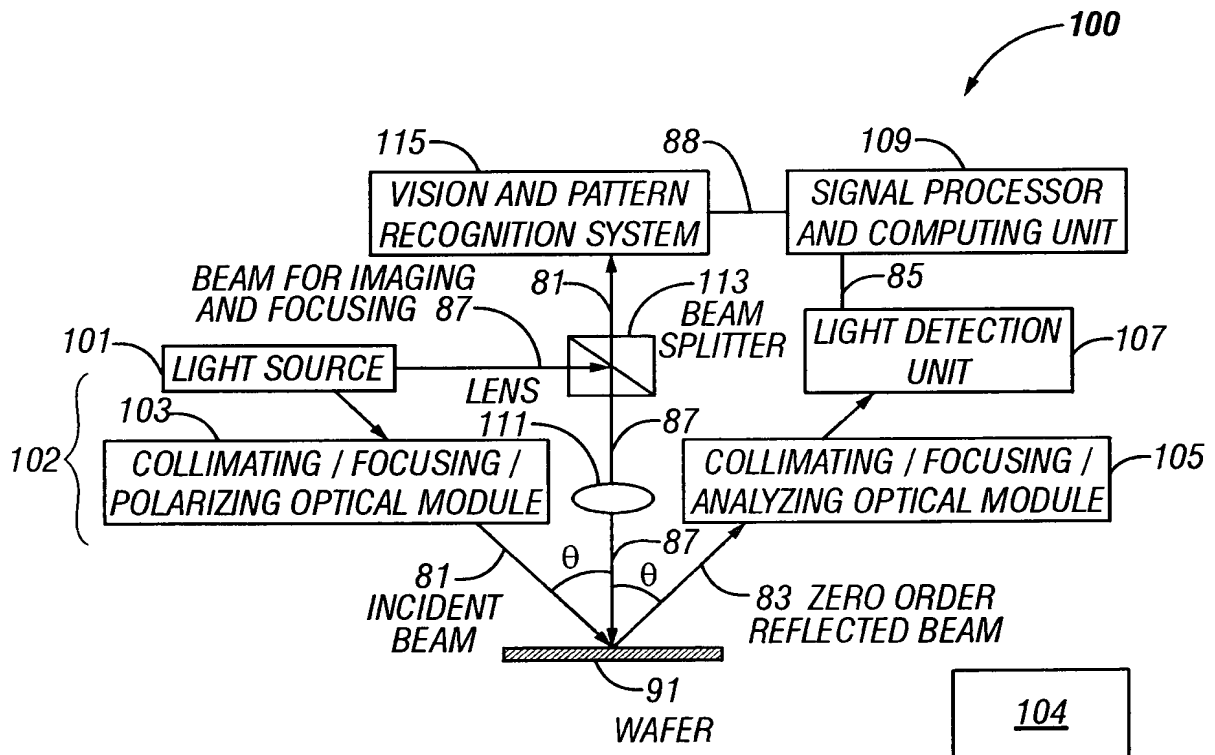 100
115
88
109
VISION AND PATTERN
RECOGNITION SYSTEM
SIGNAL PROCESSOR
AND COMPUTING UNIT
BEAM FOR IMAGING
AND FOCUSING
87
81
113
BEAM
SPLITTER
85
LIGHT DETECTION
UNIT
107
101
LIGHT SOURCE
LENS
111
87
102
103
COLLIMATING / FOCUSING /
POLARIZING OPTICAL MODULE
COLLIMATING / FOCUSING /
ANALYZING OPTICAL MODULE
105
87
θ
θ
81
INCIDENT
BEAM
83 ZERO ORDER
REFLECTED BEAM
91
WAFER
104